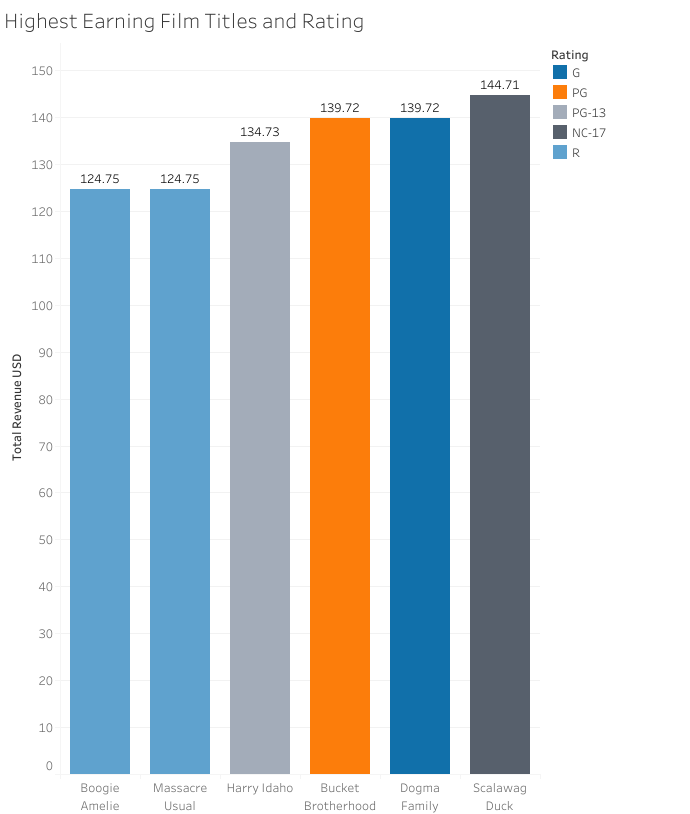 Highest Earning Film Titles and Rating
Rating
G
PG
PG-13
NC-17
R
Total Revenue USD
150
140
130
120
110
100
90
80
70
60
50
40
30
20
10
0
124.75
124.75
134.73
139.72
139.72
144.71
Boogie
Amelie
Massacre
Usual
Harry Idaho
Bucket
Brotherhood
Dogma
Family
Scalawag
Duck